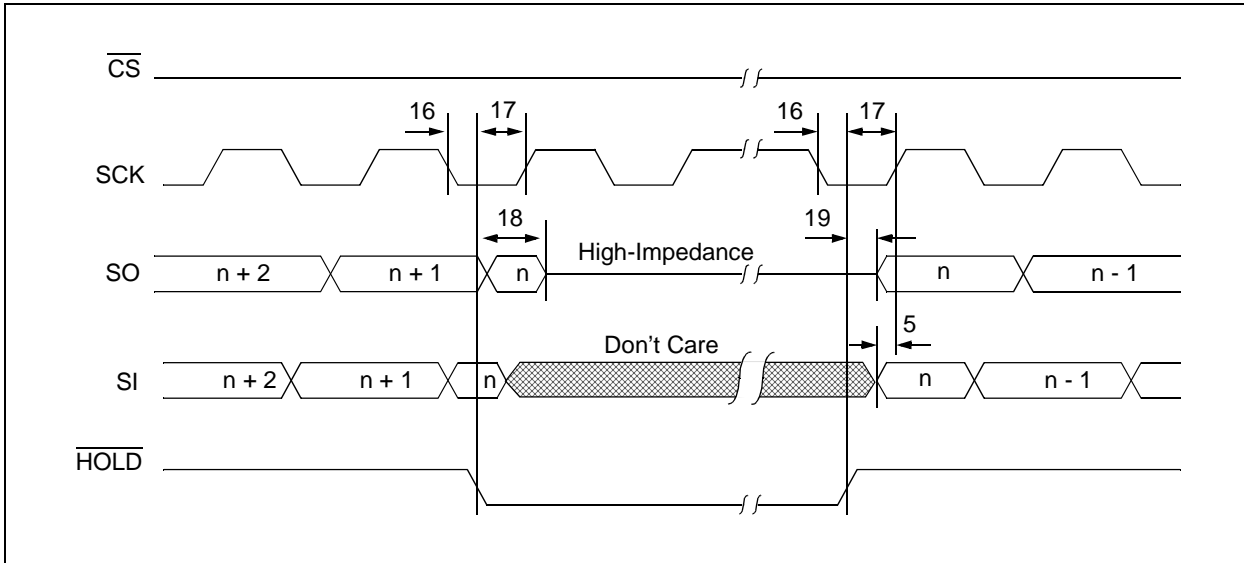 CS
16 17 16 17
SCK
18 19
High-Impedance
SO n + 2 n + 1 n n n - 1
5
Don't Care
SI n + 2 n + 1 n n n - 1
HOLD